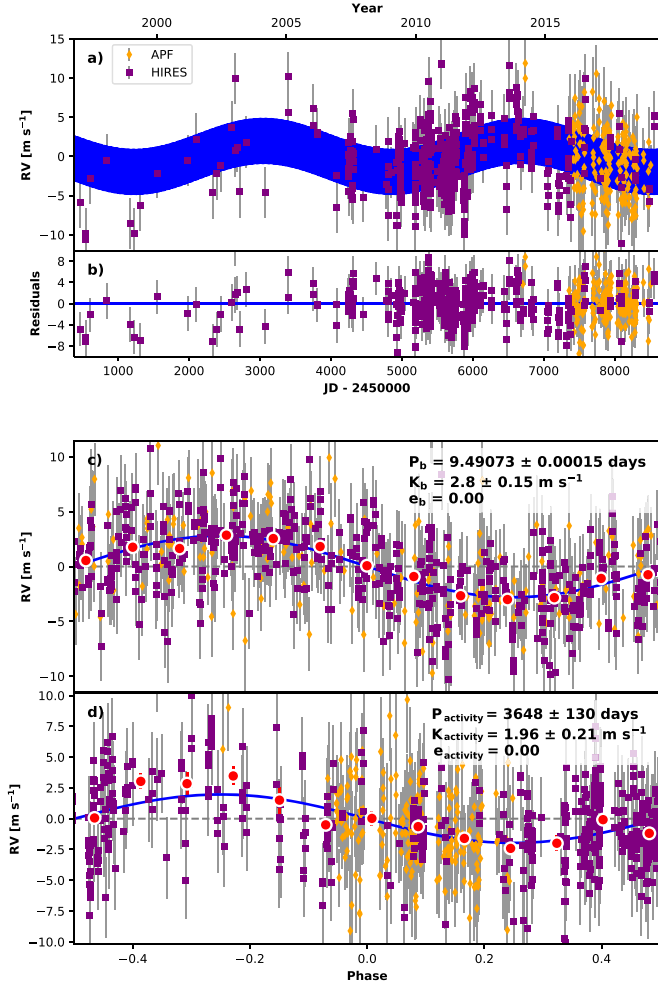 Year
2000 2005 2010 2015
a)
APF
HIRES
15
10
5
0
−5
−10
RV [m s⁻¹]
b)
8
4
0
−4
−8
Residuals
1000 2000 3000 4000 5000 6000 7000 8000
JD - 2450000
c)
P_b = 9.49073 ± 0.00015 days
K_b = 2.8 ± 0.15 m s⁻¹
e_b = 0.00
10
5
0
−5
−10
RV [m s⁻¹]
d)
P_activity = 3648 ± 130 days
K_activity = 1.96 ± 0.21 m s⁻¹
e_activity = 0.00
10.0
7.5
5.0
2.5
0.0
−2.5
−5.0
−7.5
−10.0
RV [m s⁻¹]
−0.4 −0.2 0.0 0.2 0.4
Phase